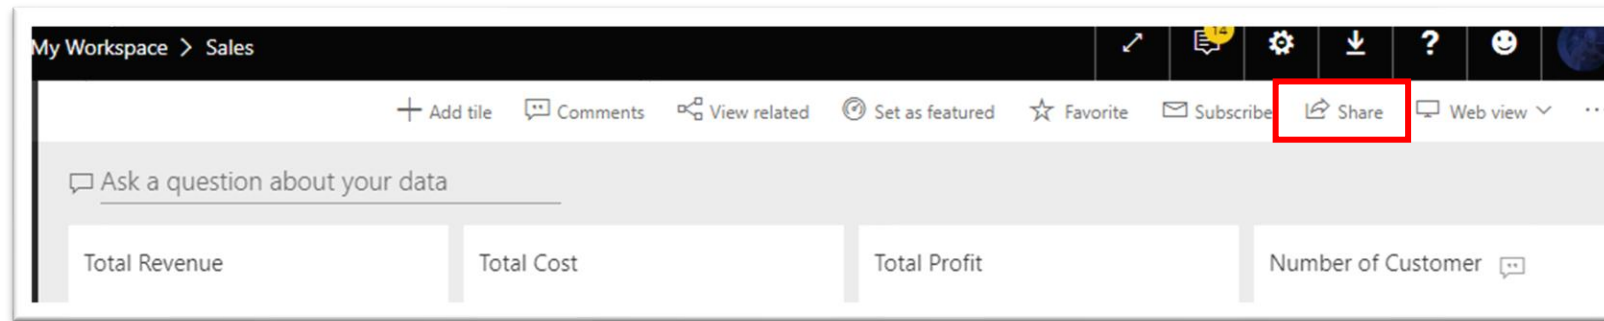 My Workspace > Sales 14 ?
Add tile Comments View related Set as featured Favorite Subscribe Share Web view ...
Ask a question about your data
Total Revenue Total Cost Total Profit Number of Customer